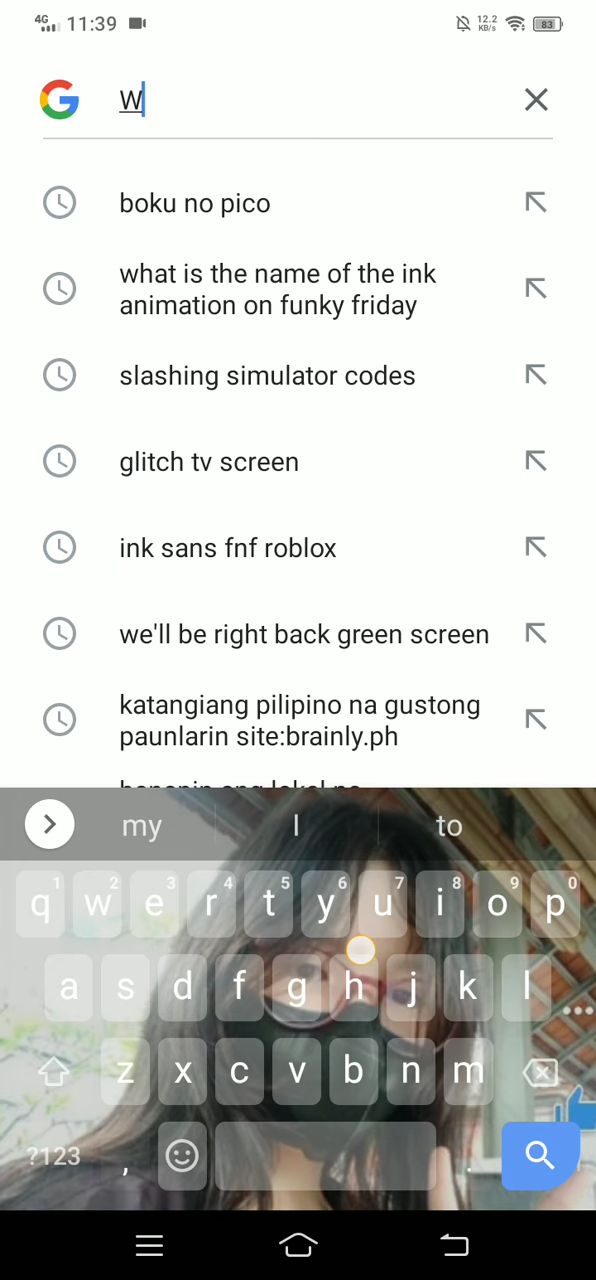 4G 11:39 12.2 KB/s 83
W
boku no pico
what is the name of the ink
animation on funky friday
slashing simulator codes
glitch tv screen
ink sans fnf roblox
we'll be right back green screen
katangiang pilipino na gustong
paunlarin site:brainly.ph
my I to
1 2 3 4 5 6 7 8 9 0
q w e r t y u i o p
a s d f g h j k l
z x c v b n m
?123 , .